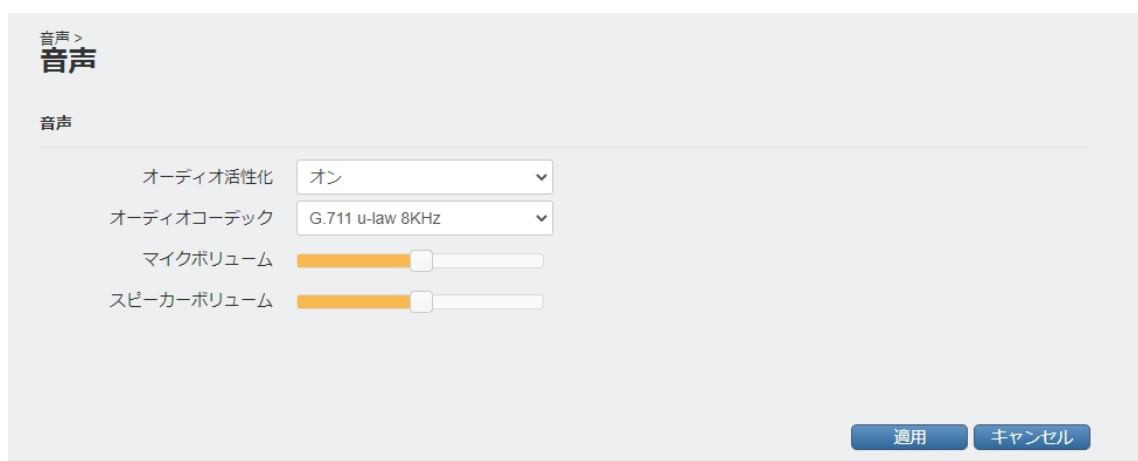 音声 >
音声
音声
オーディオ活性化 オン
オーディオコーデック G.711 u-law 8KHz
マイクボリューム
スピーカーボリューム
適用 キャンセル